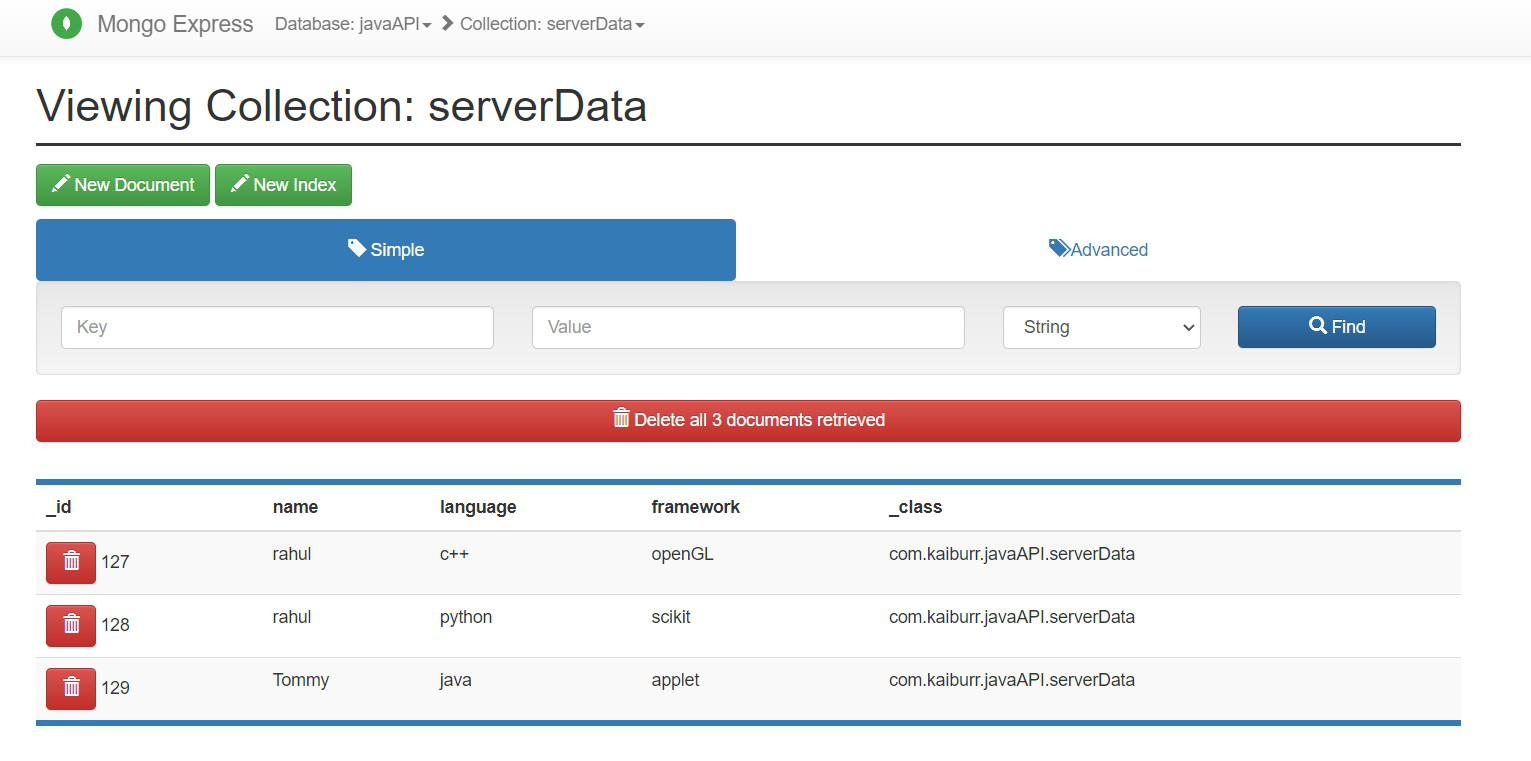 Mongo Express Database: javaAPI Collection: serverData
Viewing Collection: serverData
New Document New Index
Simple Advanced
Key Value String Find
Delete all 3 documents retrieved
_id name language framework _class
127 rahul c++ openGL com.kaiburr.javaAPI.serverData
128 rahul python scikit com.kaiburr.javaAPI.serverData
129 Tommy java applet com.kaiburr.javaAPI.serverData